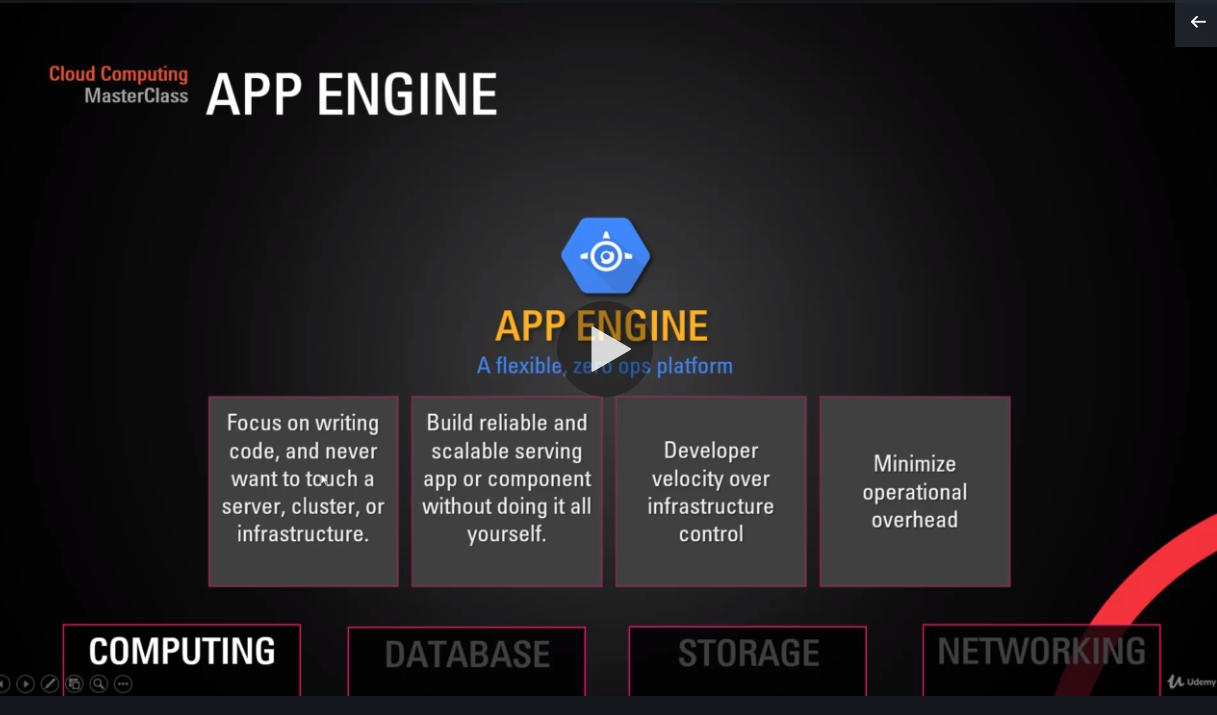 Cloud Computing
MasterClass
APP ENGINE
APP ENGINE
A flexible, zero ops platform
Focus on writing
code, and never
want to touch a
server, cluster, or
infrastructure.
Build reliable and
scalable serving
app or component
without doing it all
yourself.
Developer
velocity over
infrastructure
control
Minimize
operational
overhead
COMPUTING
DATABASE
STORAGE
NETWORKING
Udemy